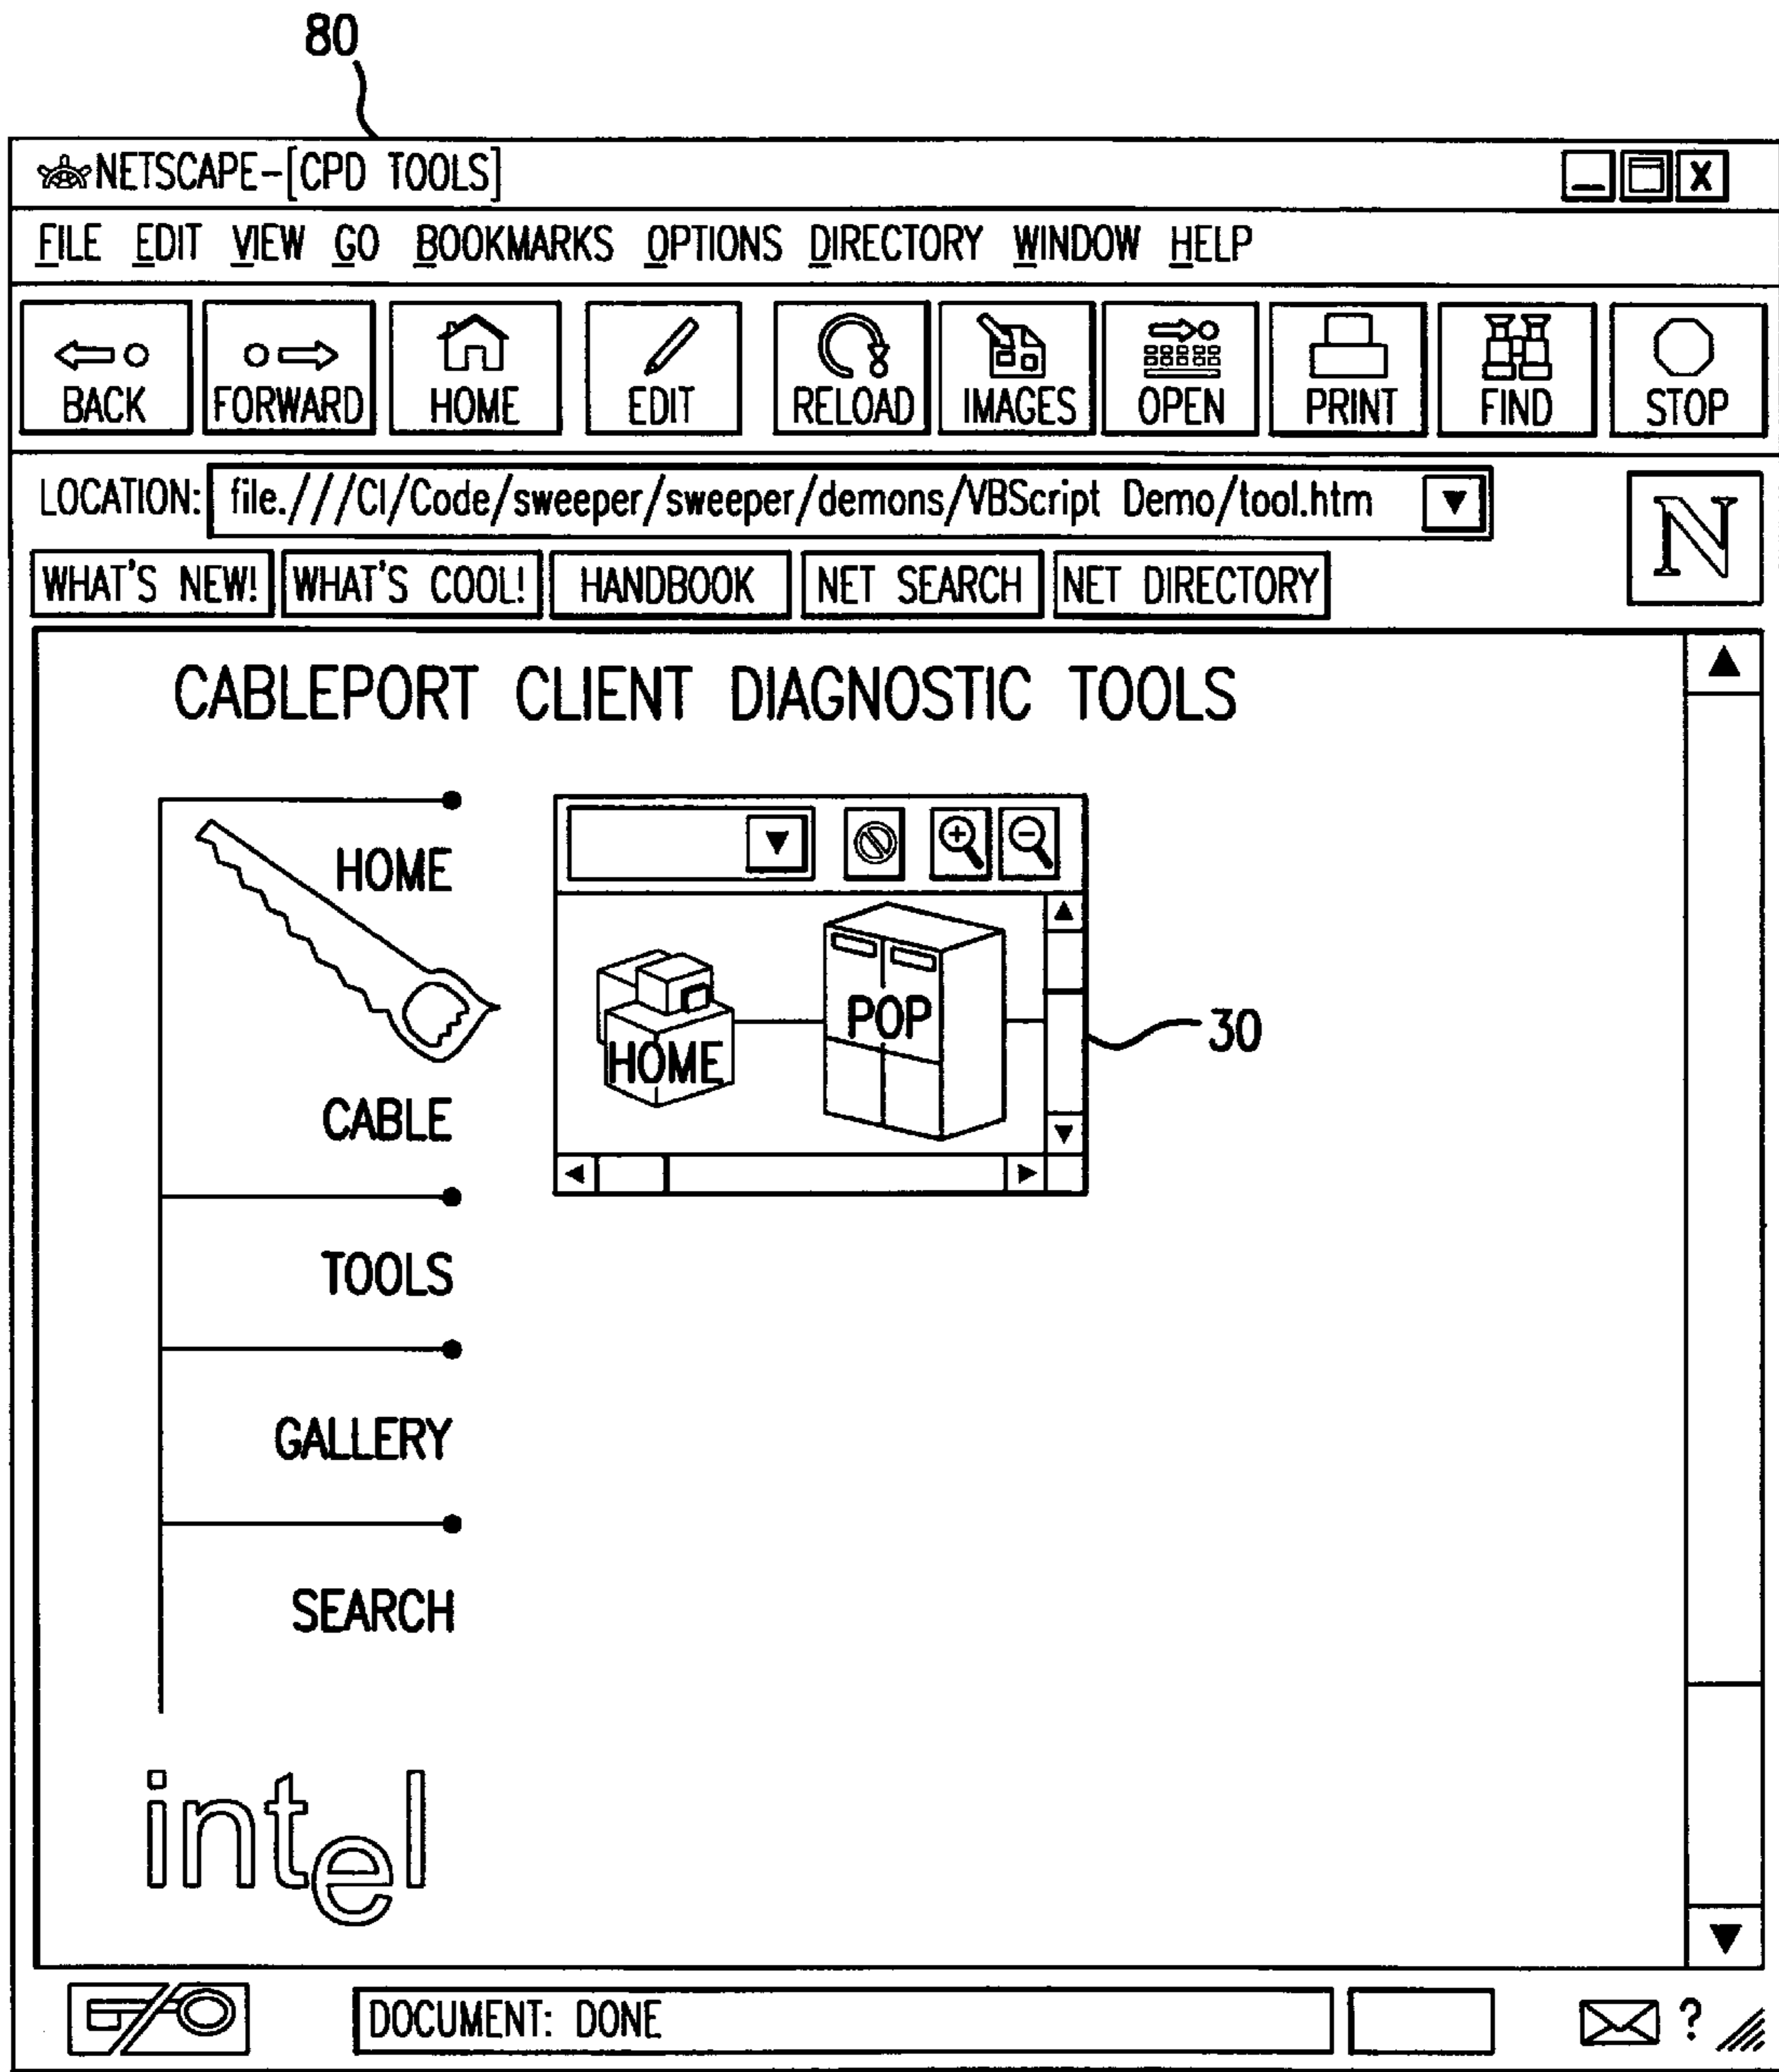 80
NETSCAPE-[CPD TOOLS]
FILE EDIT VIEW GO BOOKMARKS OPTIONS DIRECTORY WINDOW HELP
BACK FORWARD HOME EDIT RELOAD IMAGES OPEN PRINT FIND STOP
LOCATION: file.///CI/Code/sweeper/sweeper/demons/VBScript Demo/tool.htm
N
WHAT'S NEW! WHAT'S COOL! HANDBOOK NET SEARCH NET DIRECTORY
CABLEPORT CLIENT DIAGNOSTIC TOOLS
HOME
POP
30
HOME
CABLE
TOOLS
GALLERY
SEARCH
intel
DOCUMENT: DONE
?